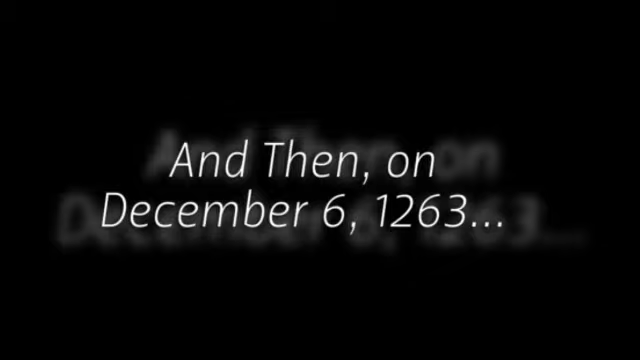 And Then, on
December 6, 1263...